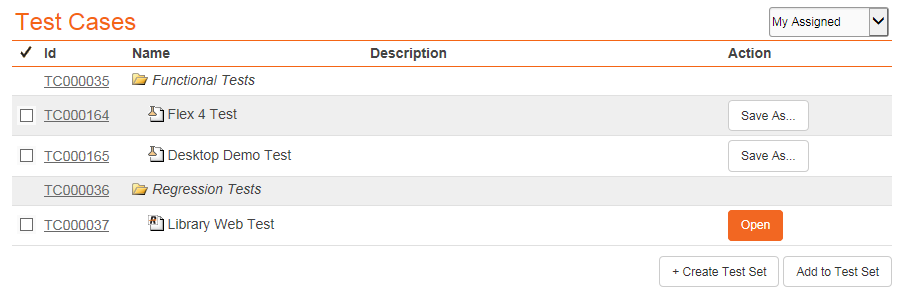 Test Cases
My Assigned
Id Name Description Action
TC000035 Functional Tests
TC000164 Flex 4 Test Save As...
TC000165 Desktop Demo Test Save As...
TC000036 Regression Tests
TC000037 Library Web Test Open
+ Create Test Set Add to Test Set